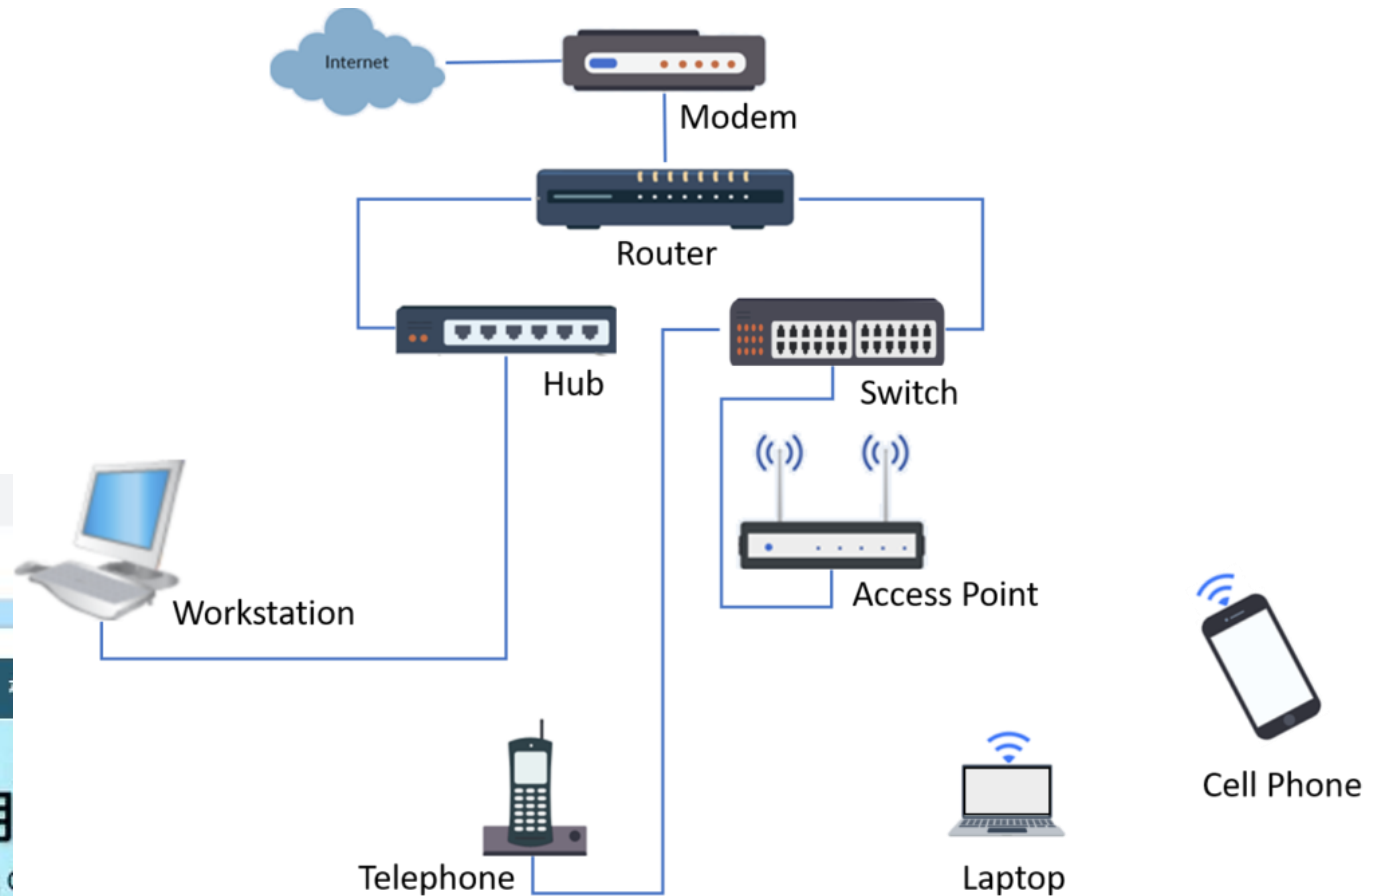 Internet
Modem
Router
Hub
Switch
Access Point
Workstation
Cell Phone
Telephone
Laptop